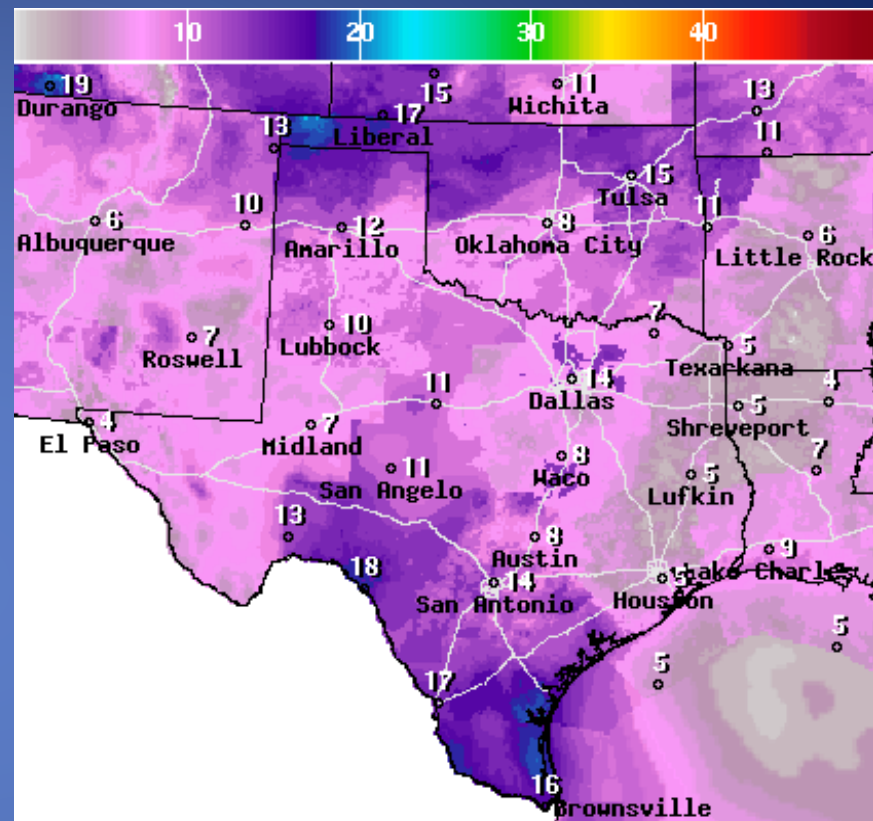 10 20 30 40
19
Durango
15
11
Wichita
13
17
Liberal
13
11
15
Tulsa
6
Albuquerque
10
12
Amarillo
8
Oklahoma City
11
6
Little Rock
7
Roswell
10
Lubbock
7
5
Texarkana
14
Dallas
4
El Paso
7
Midland
11
5
Shreveport
4
11
San Angelo
8
Waco
5
Lufkin
7
13
8
Austin
9
Lake Charles
18
14
San Antonio
5
Houston
5
5
17
16
Brownsville